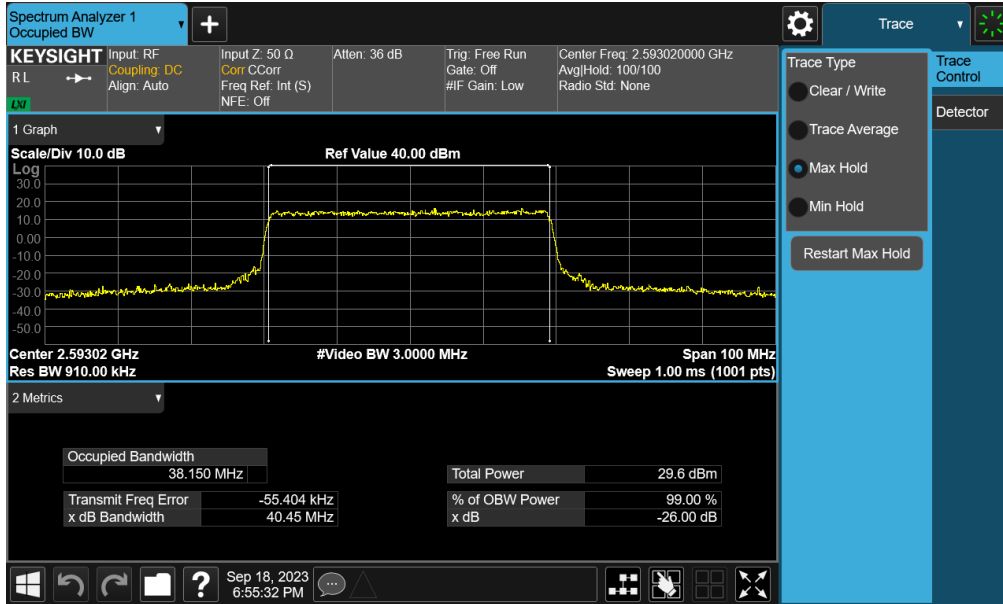 Spectrum Analyzer 1
Occupied BW
+
Trace
KEYSIGHT
RL
LXI
Input: RF
Coupling: DC
Align: Auto
Input Z: 50 Ω
Corr CCorr
Freq Ref: Int (S)
NFE: Off
Atten: 36 dB
Trig: Free Run
Gate: Off
#IF Gain: Low
Center Freq: 2.593020000 GHz
Avg|Hold: 100/100
Radio Std: None
Trace Type
Clear / Write
Trace Average
Max Hold
Min Hold
Restart Max Hold
Trace
Control
Detector
1 Graph
Scale/Div 10.0 dB
Ref Value 40.00 dBm
Log
30.0
20.0
10.0
0.00
-10.0
-20.0
-30.0
-40.0
-50.0
Center 2.59302 GHz
#Video BW 3.0000 MHz
Span 100 MHz
Res BW 910.00 kHz
Sweep 1.00 ms (1001 pts)
2 Metrics
Occupied Bandwidth
38.150 MHz
Total Power 29.6 dBm
Transmit Freq Error -55.404 kHz
% of OBW Power 99.00 %
x dB Bandwidth 40.45 MHz
x dB -26.00 dB
?
Sep 18, 2023
6:55:32 PM